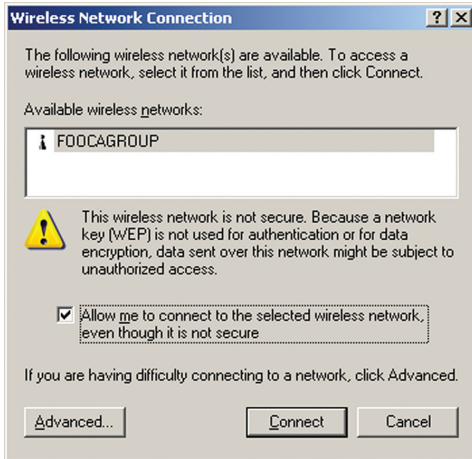 Wireless Network Connection
The following wireless network(s) are available. To access a
wireless network, select it from the list, and then click Connect.
Available wireless networks:
FOOCAGROUP
This wireless network is not secure. Because a network
key (WEP) is not used for authentication or for data
encryption, data sent over this network might be subject to
unauthorized access.
Allow me to connect to the selected wireless network,
even though it is not secure
If you are having difficulty connecting to a network, click Advanced.
Advanced... Connect Cancel